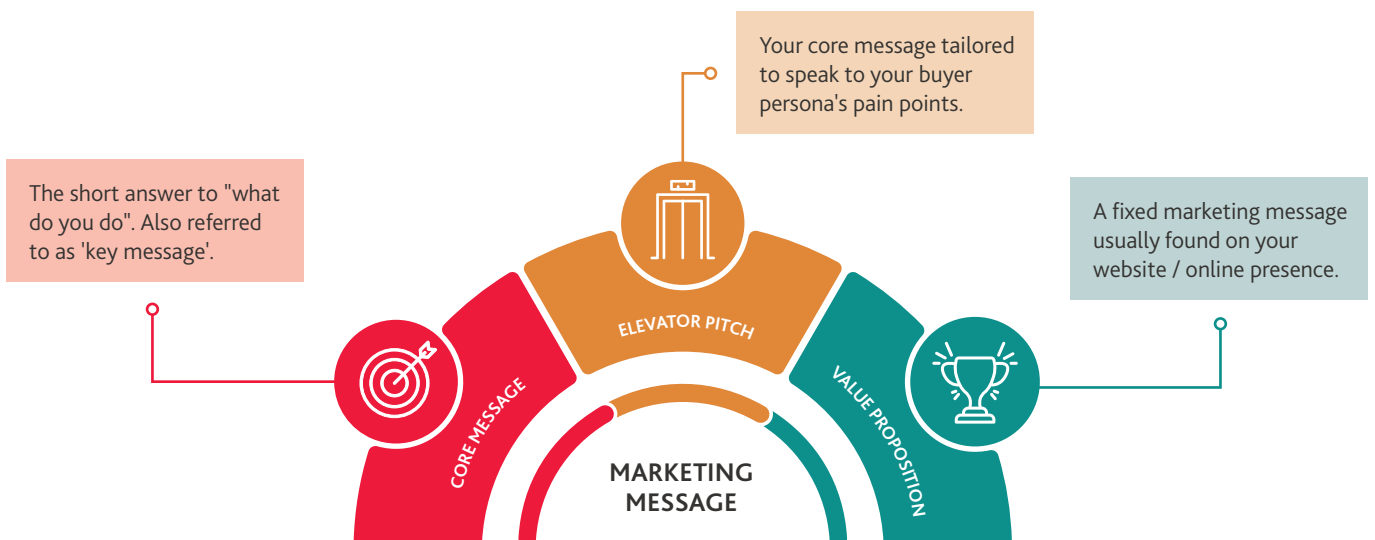 Your core message tailored
to speak to your buyer
persona's pain points.
The short answer to "what
do you do". Also referred
to as 'key message'.
A fixed marketing message
usually found on your
website / online presence.
CORE MESSAGE
ELEVATOR PITCH
VALUE PROPOSITION
MARKETING
MESSAGE